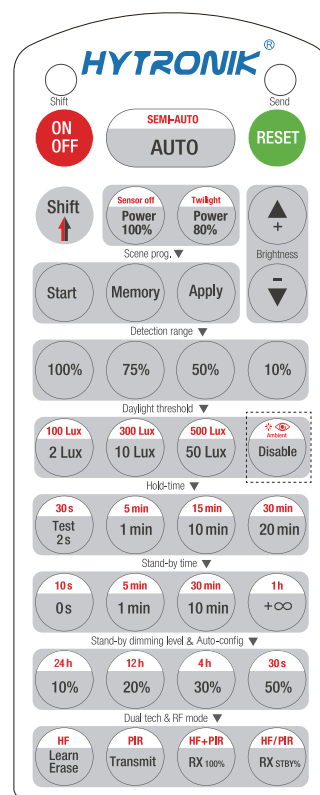 HYTRONIK®
Shift
Send
ON
OFF
SEMI-AUTO
AUTO
RESET
Shift
Sensor off
Power
100%
Twilight
Power
80%
+
Brightness
−
Scene prog. ▼
Start Memory Apply
Detection range ▼
100% 75% 50% 10%
Daylight threshold ▼
100 Lux 300 Lux 500 Lux Ambient
2 Lux 10 Lux 50 Lux Disable
Hold-time ▼
30 s 5 min 15 min 30 min
Test
2 s
1 min 10 min 20 min
Stand-by time ▼
10 s 5 min 30 min 1 h
0 s 1 min 10 min +∞
Stand-by dimming level & Auto-config ▼
24 h 12 h 4 h 30 s
10% 20% 30% 50%
Dual tech & RF mode ▼
HF PIR HF+PIR HF/PIR
Learn
Erase
Transmit RX 100% RX STBY%